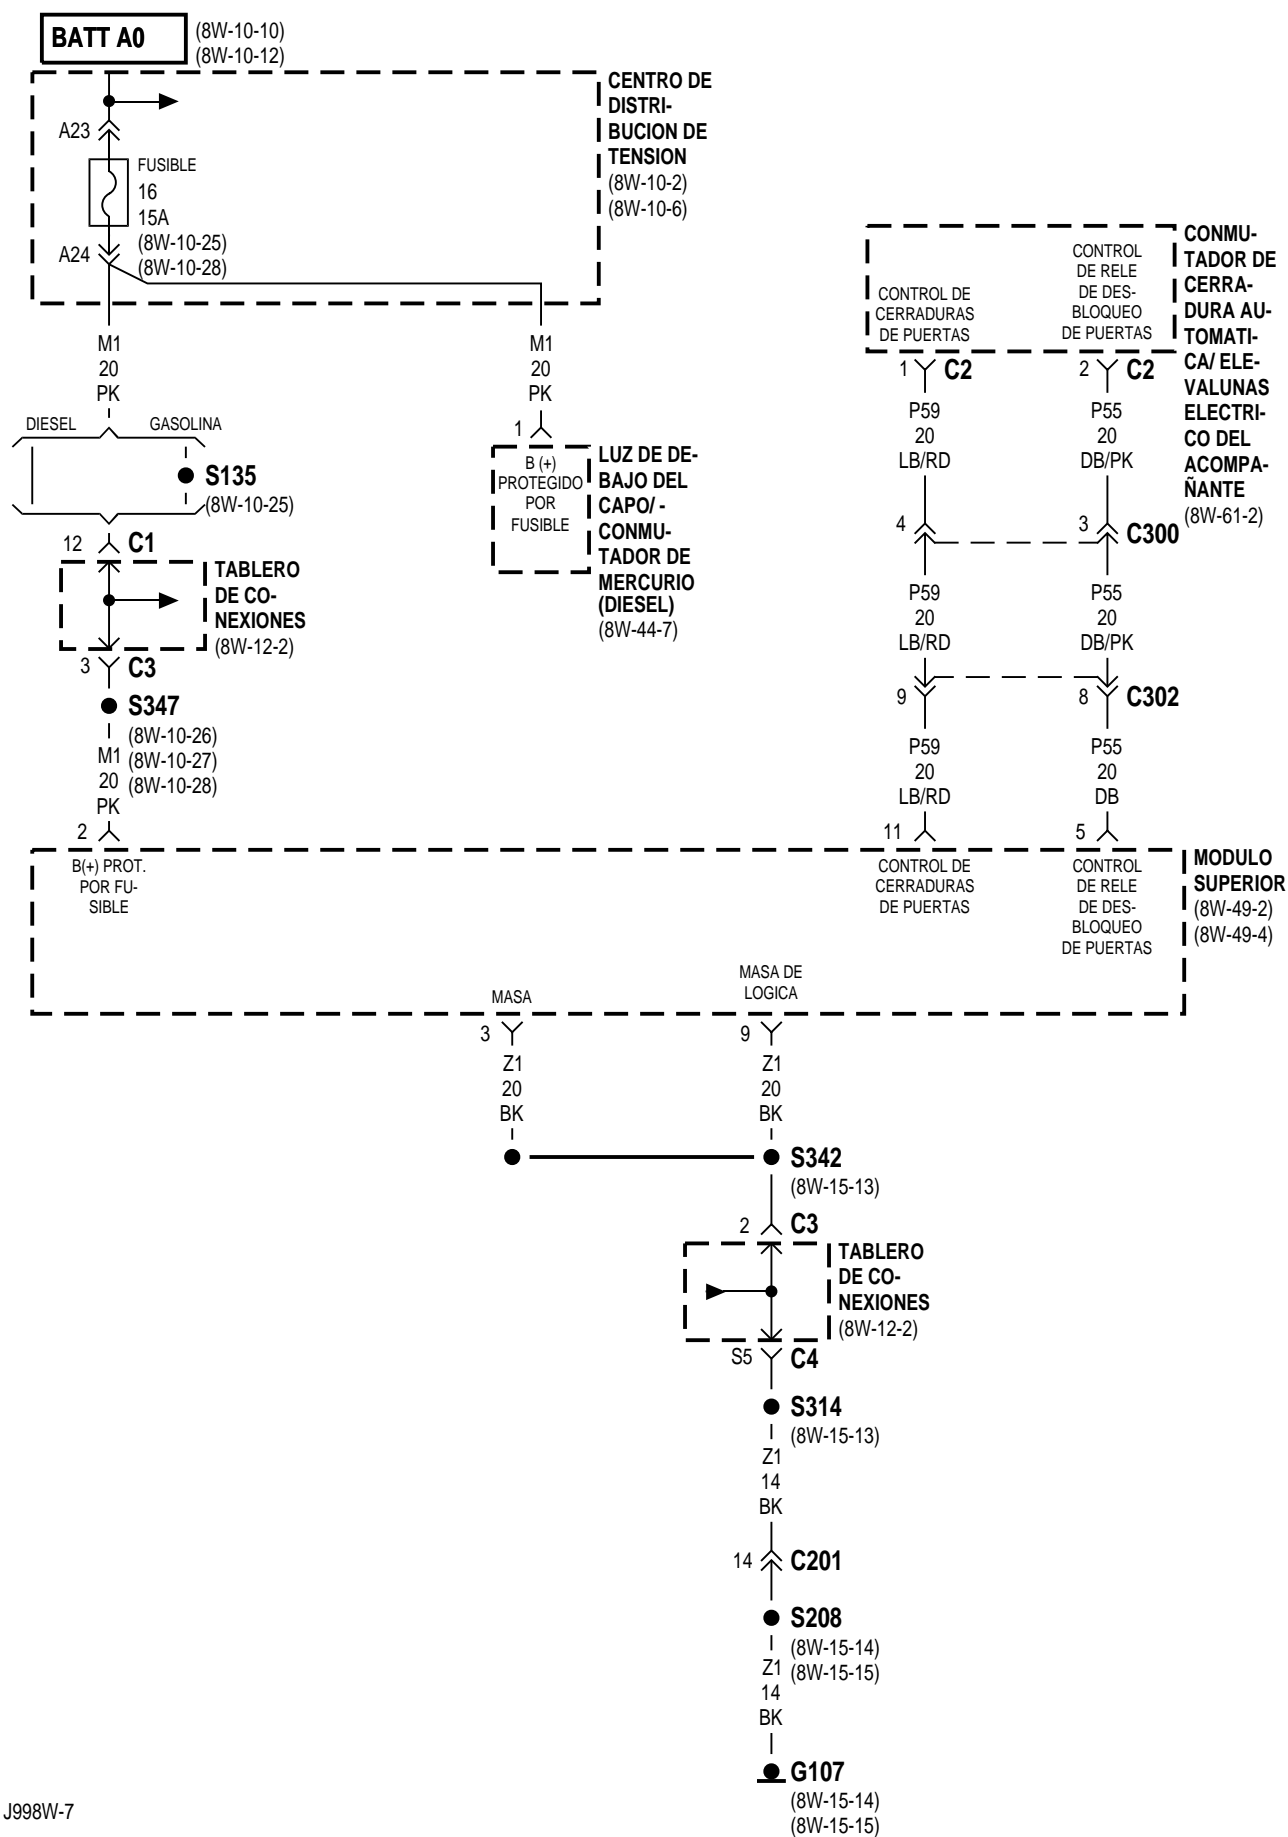 BATT A0
(8W-10-10)
(8W-10-12)
CENTRO DE
DISTRI-
BUCION DE
TENSION
(8W-10-2)
(8W-10-6)
A23
FUSIBLE
16
15A
(8W-10-25)
(8W-10-28)
A24
M1
20
PK
M1
20
PK
DIESEL
GASOLINA
S135
(8W-10-25)
12
C1
TABLERO
DE CO-
NEXIONES
(8W-12-2)
3
C3
S347
(8W-10-26)
(8W-10-27)
(8W-10-28)
M1
20
PK
2
1
B (+)
PROTEGIDO
POR
FUSIBLE
LUZ DE DE-
BAJO DEL
CAPO/ -
CONMU-
TADOR DE
MERCURIO
(DIESEL)
(8W-44-7)
CONTROL DE
CERRADURAS
DE PUERTAS
CONTROL
DE RELE
DE DES-
BLOQUEO
DE PUERTAS
CONMU-
TADOR DE
CERRA-
DURA AU-
TOMATI-
CA/ ELE-
VALUNAS
ELECTRI-
CO DEL
ACOMPA-
ÑANTE
(8W-61-2)
1
C2
2
C2
P59
20
LB/RD
P55
20
DB/PK
4
3
C300
P59
20
LB/RD
P55
20
DB/PK
9
8
C302
P59
20
LB/RD
P55
20
DB
11
5
B(+) PROT.
POR FU-
SIBLE
CONTROL DE
CERRADURAS
DE PUERTAS
CONTROL
DE RELE
DE DES-
BLOQUEO
DE PUERTAS
MODULO
SUPERIOR
(8W-49-2)
(8W-49-4)
MASA
MASA DE
LOGICA
3
9
Z1
20
BK
Z1
20
BK
S342
(8W-15-13)
2
C3
TABLERO
DE CO-
NEXIONES
(8W-12-2)
S5
C4
S314
(8W-15-13)
Z1
14
BK
14
C201
S208
(8W-15-14)
(8W-15-15)
Z1
14
BK
G107
(8W-15-14)
(8W-15-15)
J998W-7